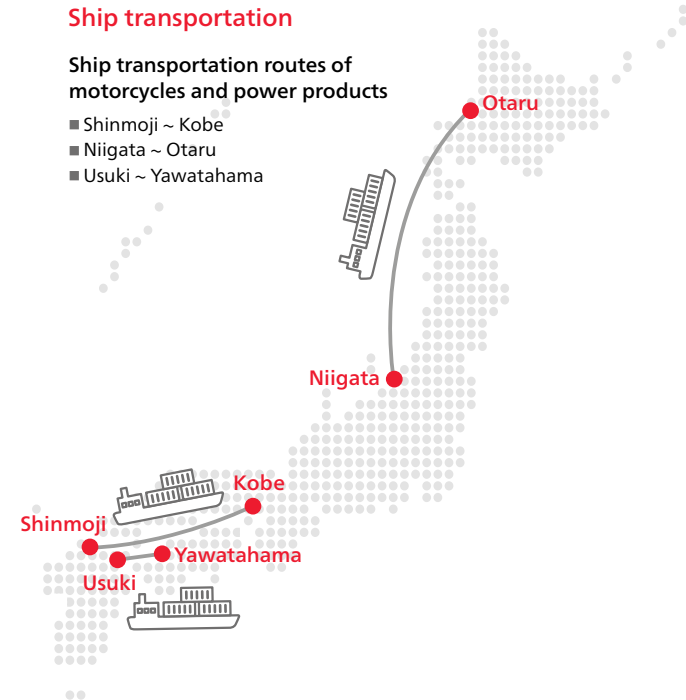 Ship transportation
Ship transportation routes of
motorcycles and power products
■ Shinmoji ~ Kobe
■ Niigata ~ Otaru
■ Usuki ~ Yawatahama
Otaru
Niigata
Kobe
Shinmoji
Yawatahama
Usuki